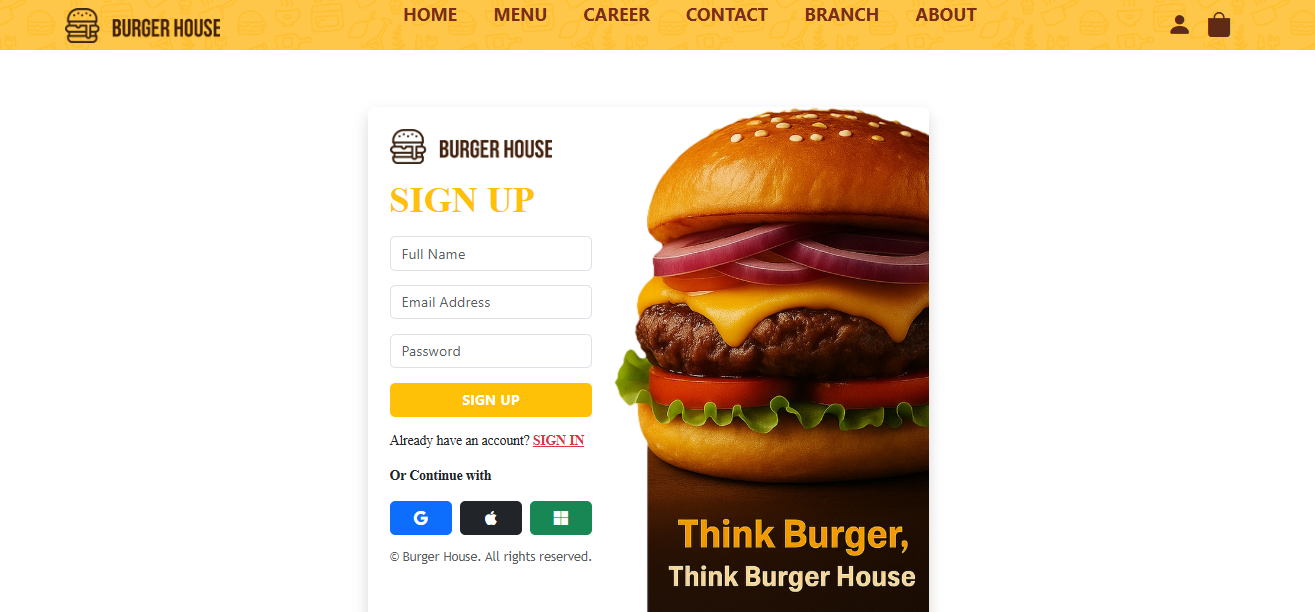 BURGER HOUSE
HOME MENU CAREER CONTACT BRANCH ABOUT
BURGER HOUSE
SIGN UP
Full Name
Email Address
Password
SIGN UP
Already have an account? SIGN IN
Or Continue with
G
© Burger House. All rights reserved.
Think Burger,
Think Burger House